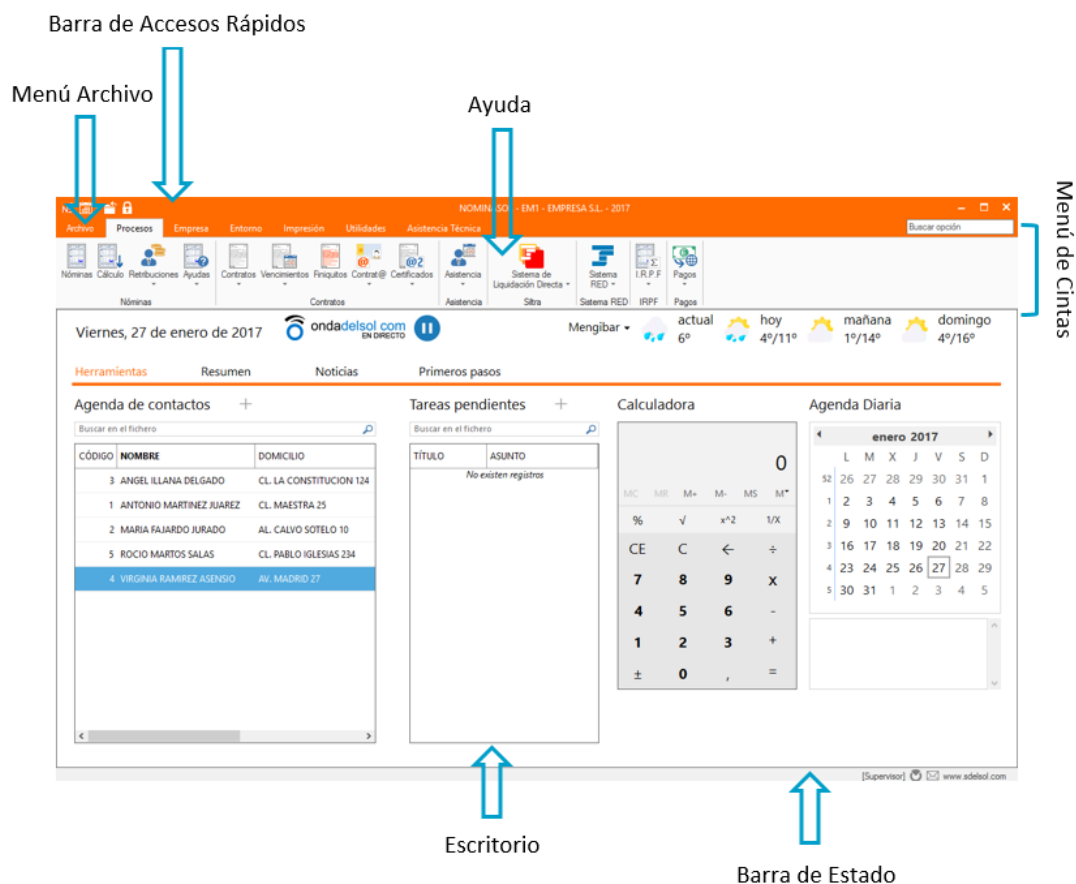 Barra de Accesos Rápidos
Menú Archivo
Ayuda
Menú de Cintas
EM1 - EMPRESA S.L. - 2017
Archivo Procesos Empresa Entorno Impresión Utilidades Asistencia Técnica
Buscar opción
Nóminas Cálculo Retribuciones Ayudas Contratos Vencimientos Finiquitos Contrat@ Certificados Asistencia Sistema de Liquidación Directa Sistema RED I.R.P.F Pagos
Nóminas Contratos Asistencia Siltra Sistema RED IRPF Pagos
Viernes, 27 de enero de 2017
ondadelsol com
EN DIRECTO
Mengibar
actual
6º
hoy
4º/11º
mañana
1º/14º
domingo
4º/16º
Herramientas Resumen Noticias Primeros pasos
Agenda de contactos +
Buscar en el fichero
CÓDIGO NOMBRE DOMICILIO
3 ANGEL ILLANA DELGADO CL. LA CONSTITUCION 124
1 ANTONIO MARTINEZ JUAREZ CL. MAESTRA 25
2 MARIA FAJARDO JURADO AL. CALVO SOTELO 10
5 ROCIO MARTOS SALAS CL. PABLO IGLESIAS 234
4 VIRGINIA RAMIREZ ASENSIO AV. MADRID 27
Tareas pendientes +
Buscar en el fichero
TÍTULO ASUNTO
No existen registros
Calculadora
0
MC MR M+ M- MS M
% √ x^2 1/X
CE C ← ÷
7 8 9 x
4 5 6 -
1 2 3 +
± 0 , =
Agenda Diaria
enero 2017
L M X J V S D
52 26 27 28 29 30 31 1
1 2 3 4 5 6 7 8
2 9 10 11 12 13 14 15
3 16 17 18 19 20 21 22
4 23 24 25 26 27 28 29
5 30 31 1 2 3 4 5
[Supervisor] www.sdelsol.com
Escritorio
Barra de Estado